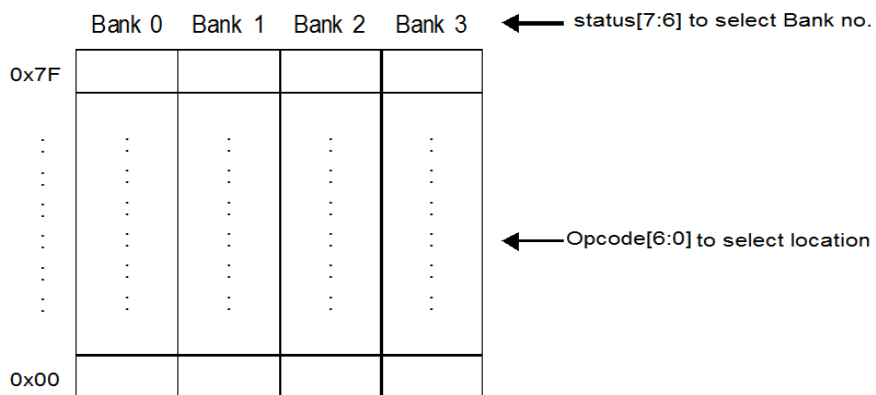 Bank 0 Bank 1 Bank 2 Bank 3 status[7:6] to select Bank no.
0x7F
Opcode[6:0] to select location
0x00